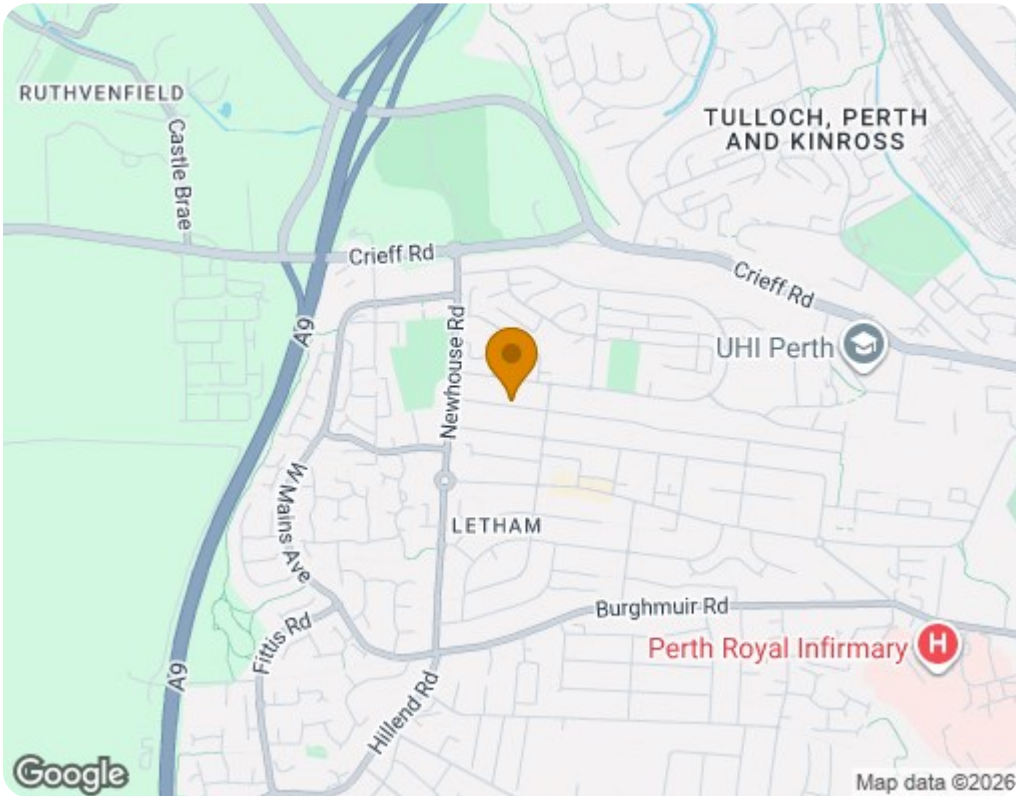 RUTHVENFIELD
Castle Brae
TULLOCH, PERTH
AND KINROSS
Crieff Rd
Crieff Rd
A9
Newhouse Rd
UHI Perth
W Mains Ave
LETHAM
Burghmuir Rd
Fittis Rd
Perth Royal Infirmary
H
A9
Hillend Rd
Google
Map data ©2026